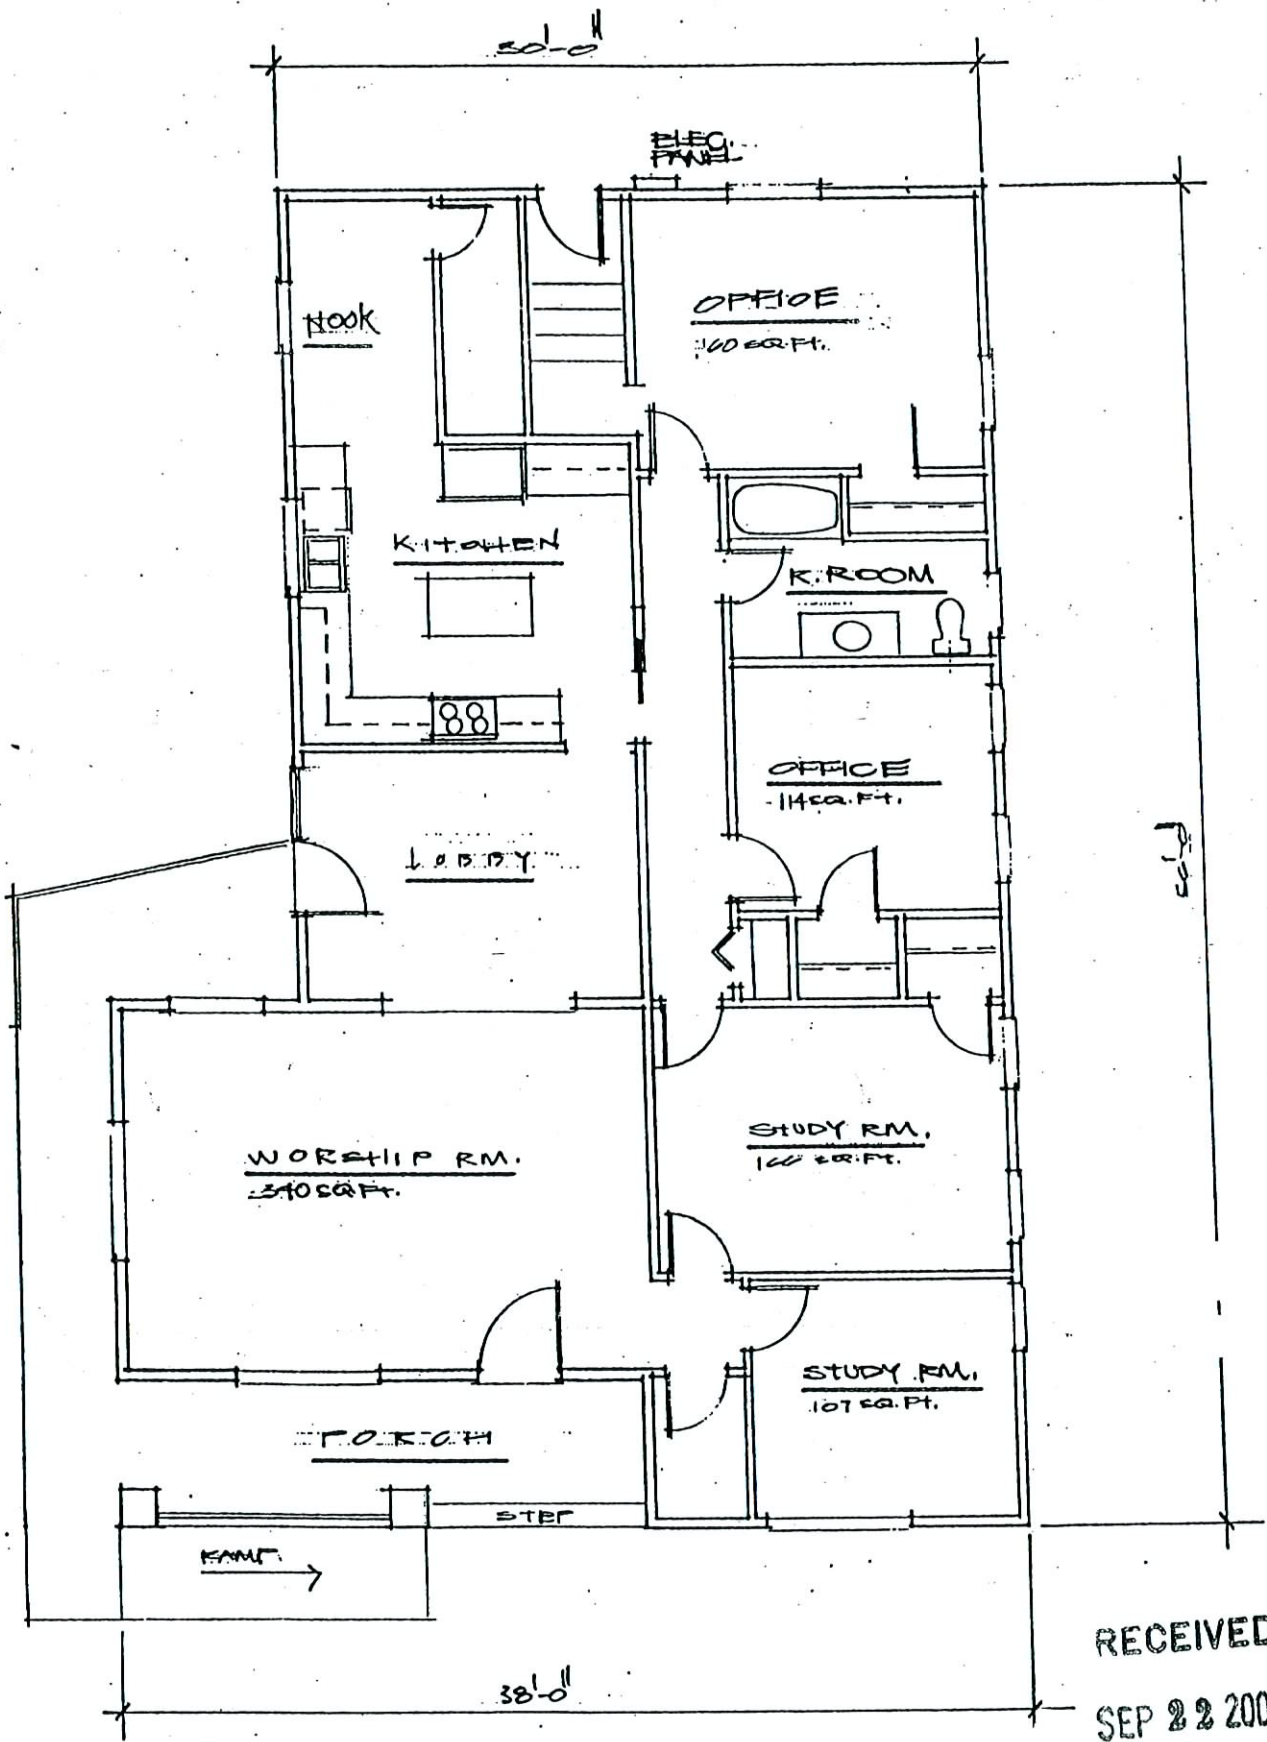 30'-0"
ELEC.
PANEL
NOOK
OFFICE
160 SQ.FT.
KITCHEN
R.ROOM
OFFICE
114 SQ.FT.
LOBBY
WORSHIP RM.
340 SQ FT.
STUDY RM.
166 SQ.FT.
STUDY RM.
107 SQ.FT.
PORCH
STEP
RAMP
38'-0"
RECEIVED
SEP 22 200